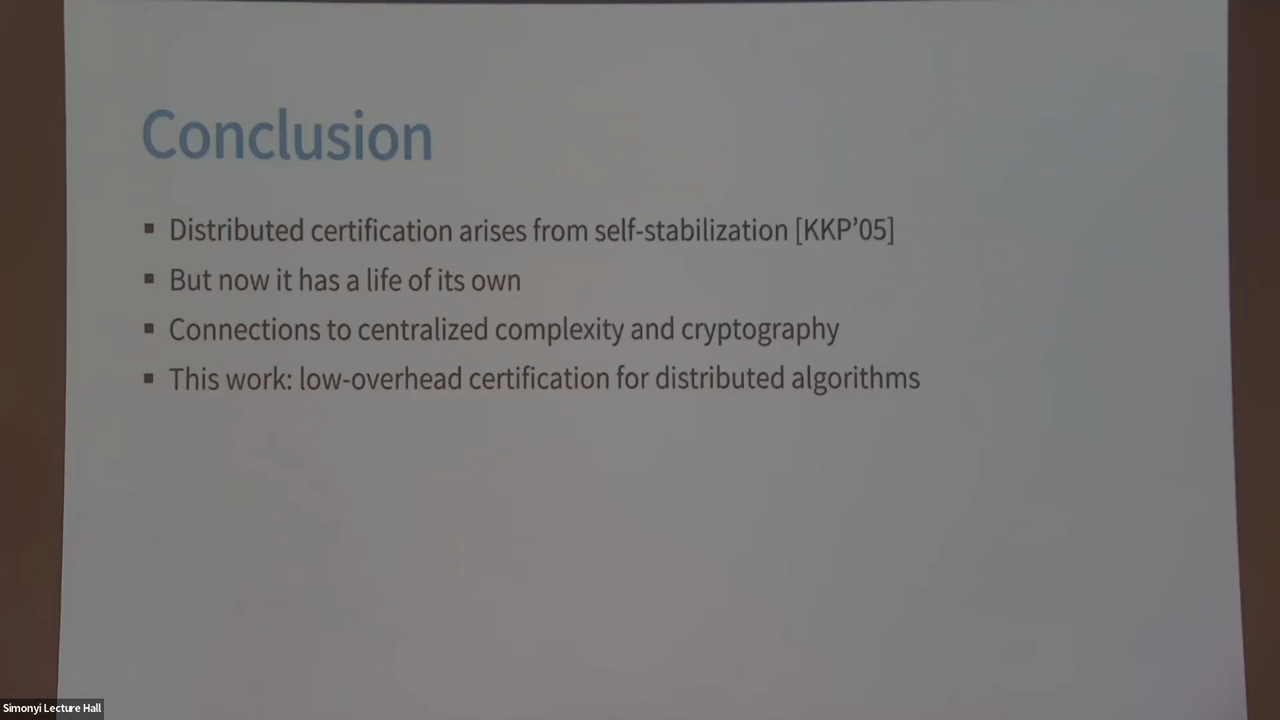 Conclusion
▪ Distributed certification arises from self-stabilization [KKP'05]
▪ But now it has a life of its own
▪ Connections to centralized complexity and cryptography
▪ This work: low-overhead certification for distributed algorithms
Simonyi Lecture Hall